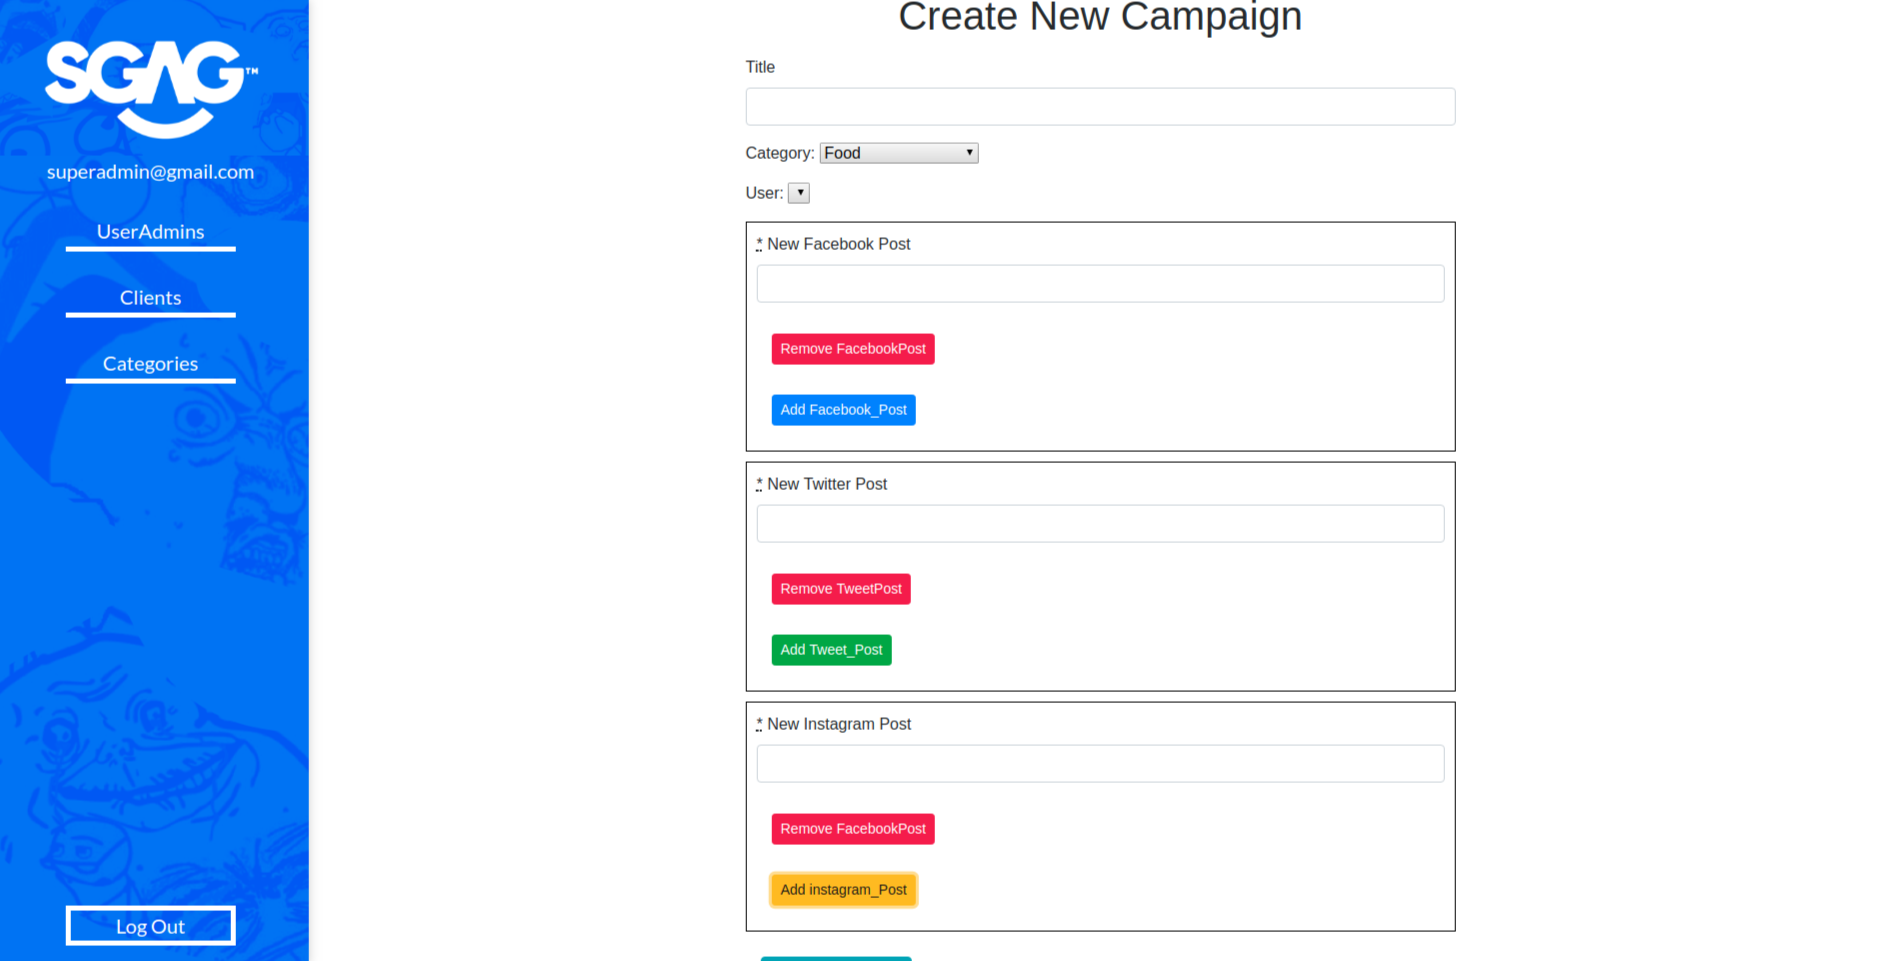 SGAG™
superadmin@gmail.com
UserAdmins
Clients
Categories
Log Out
Create New Campaign
Title
Category: Food
User:
* New Facebook Post
Remove FacebookPost
Add Facebook_Post
* New Twitter Post
Remove TweetPost
Add Tweet_Post
* New Instagram Post
Remove FacebookPost
Add instagram_Post